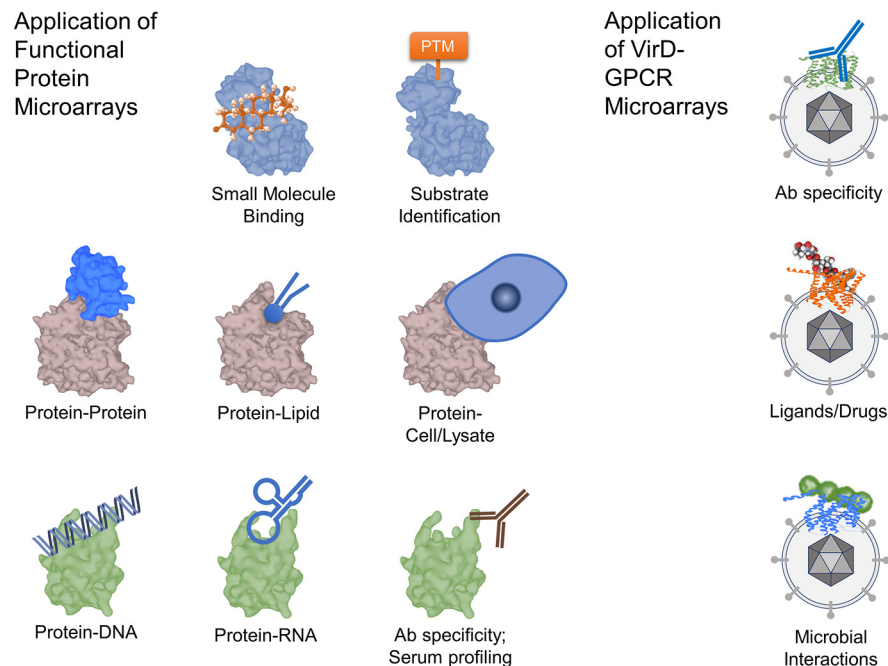 Application of
Functional
Protein
Microarrays
PTM
Small Molecule
Binding
Substrate
Identification
Protein-Protein
Protein-Lipid
Protein-
Cell/Lysate
Protein-DNA
Protein-RNA
Ab specificity;
Serum profiling
Application
of VirD-
GPCR
Microarrays
Ab specificity
Ligands/Drugs
Microbial
Interactions